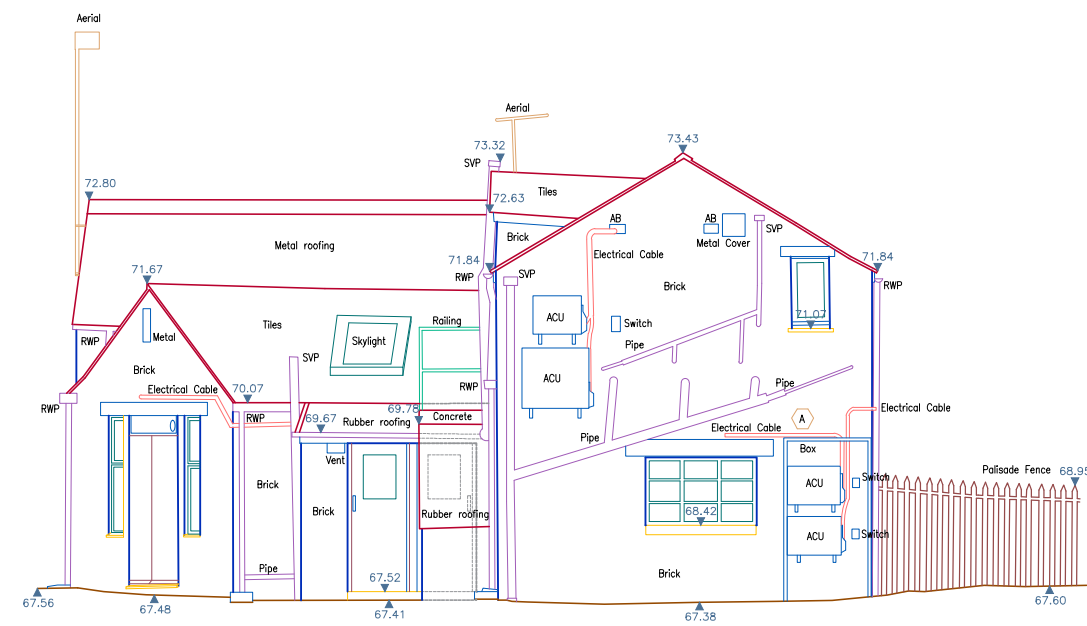 Aerial
Aerial
73.32
73.43
SVP
72.80
Tiles
72.63
AB
AB
SVP
Brick
Metal Cover
Metal roofing
Electrical Cable
71.84
71.84
71.67
RWP
SVP
RWP
Brick
71.07
ACU
Switch
Railing
Tiles
RWP
Metal
Skylight
Pipe
SVP
Brick
ACU
Pipe
Electrical Cable
RWP
70.07
RWP
69.78
Electrical Cable
RWP
69.67
Rubber roofing
Concrete
A
Electrical Cable
Pipe
Box
Vent
Palisade Fence
68.95
Switch
Brick
ACU
Brick
Rubber roofing
68.42
Switch
ACU
Pipe
67.52
Brick
67.56
67.48
67.41
67.38
67.60